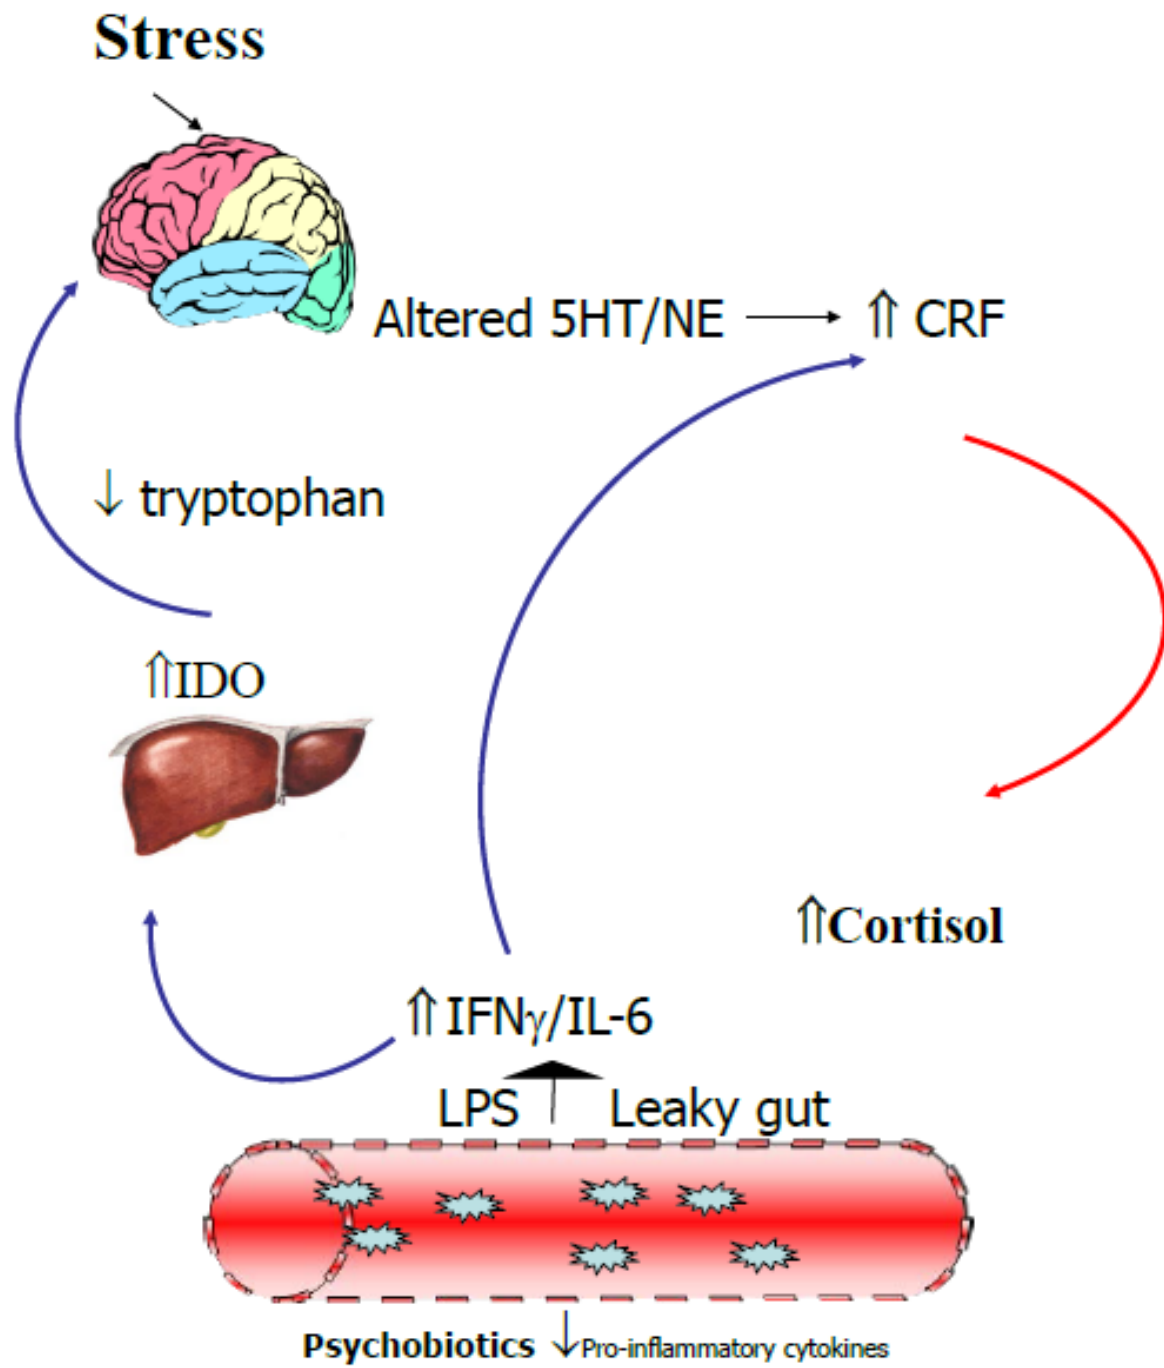 Stress
Altered 5HT/NE → ⇑ CRF
↓ tryptophan
⇑IDO
⇑Cortisol
⇑ IFNγ/IL-6
LPS Leaky gut
Psychobiotics ↓Pro-inflammatory cytokines